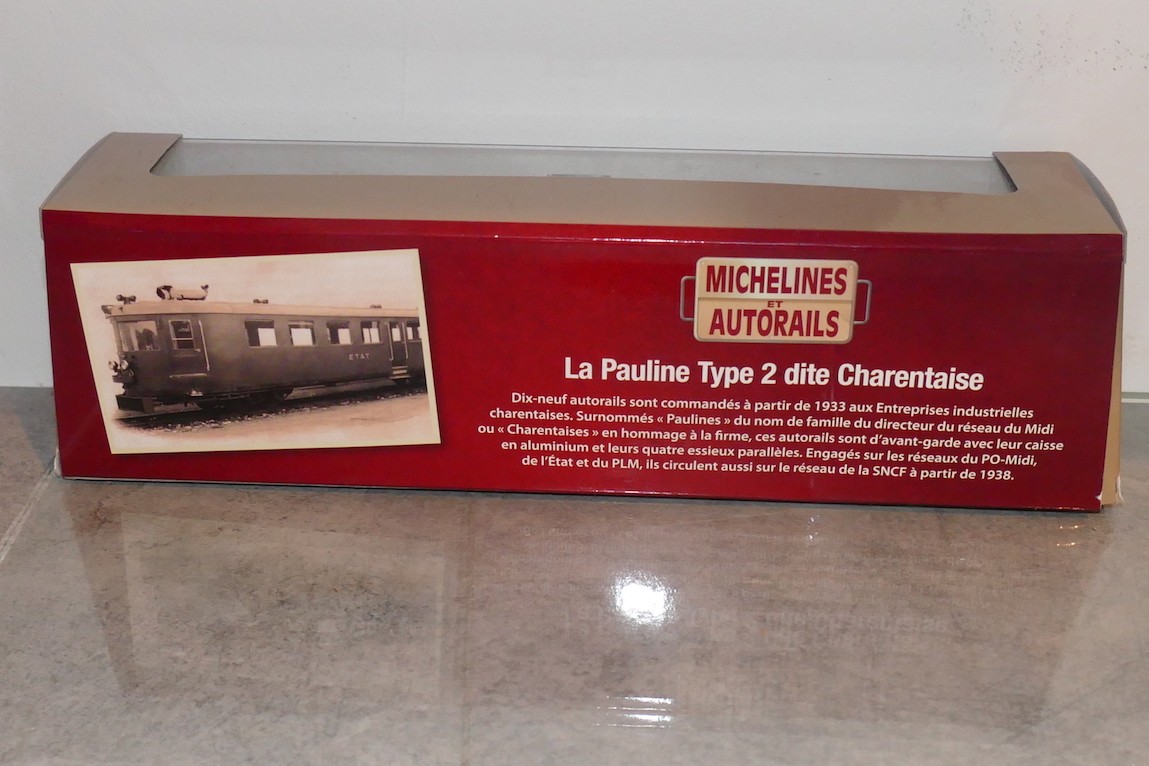 MICHELINES
ET
AUTORAILS
La Pauline Type 2 dite Charentaise
Dix-neuf autorails sont commandés à partir de 1933 aux Entreprises industrielles
charentaises. Surnommés « Paulines » du nom de famille du directeur du réseau du Midi
ou « Charentaises » en hommage à la firme, ces autorails sont d'avant-garde avec leur caisse
en aluminium et leurs quatre essieux parallèles. Engagés sur les réseaux du PO-Midi,
de l'État et du PLM, ils circulent aussi sur le réseau de la SNCF à partir de 1938.
ETAT